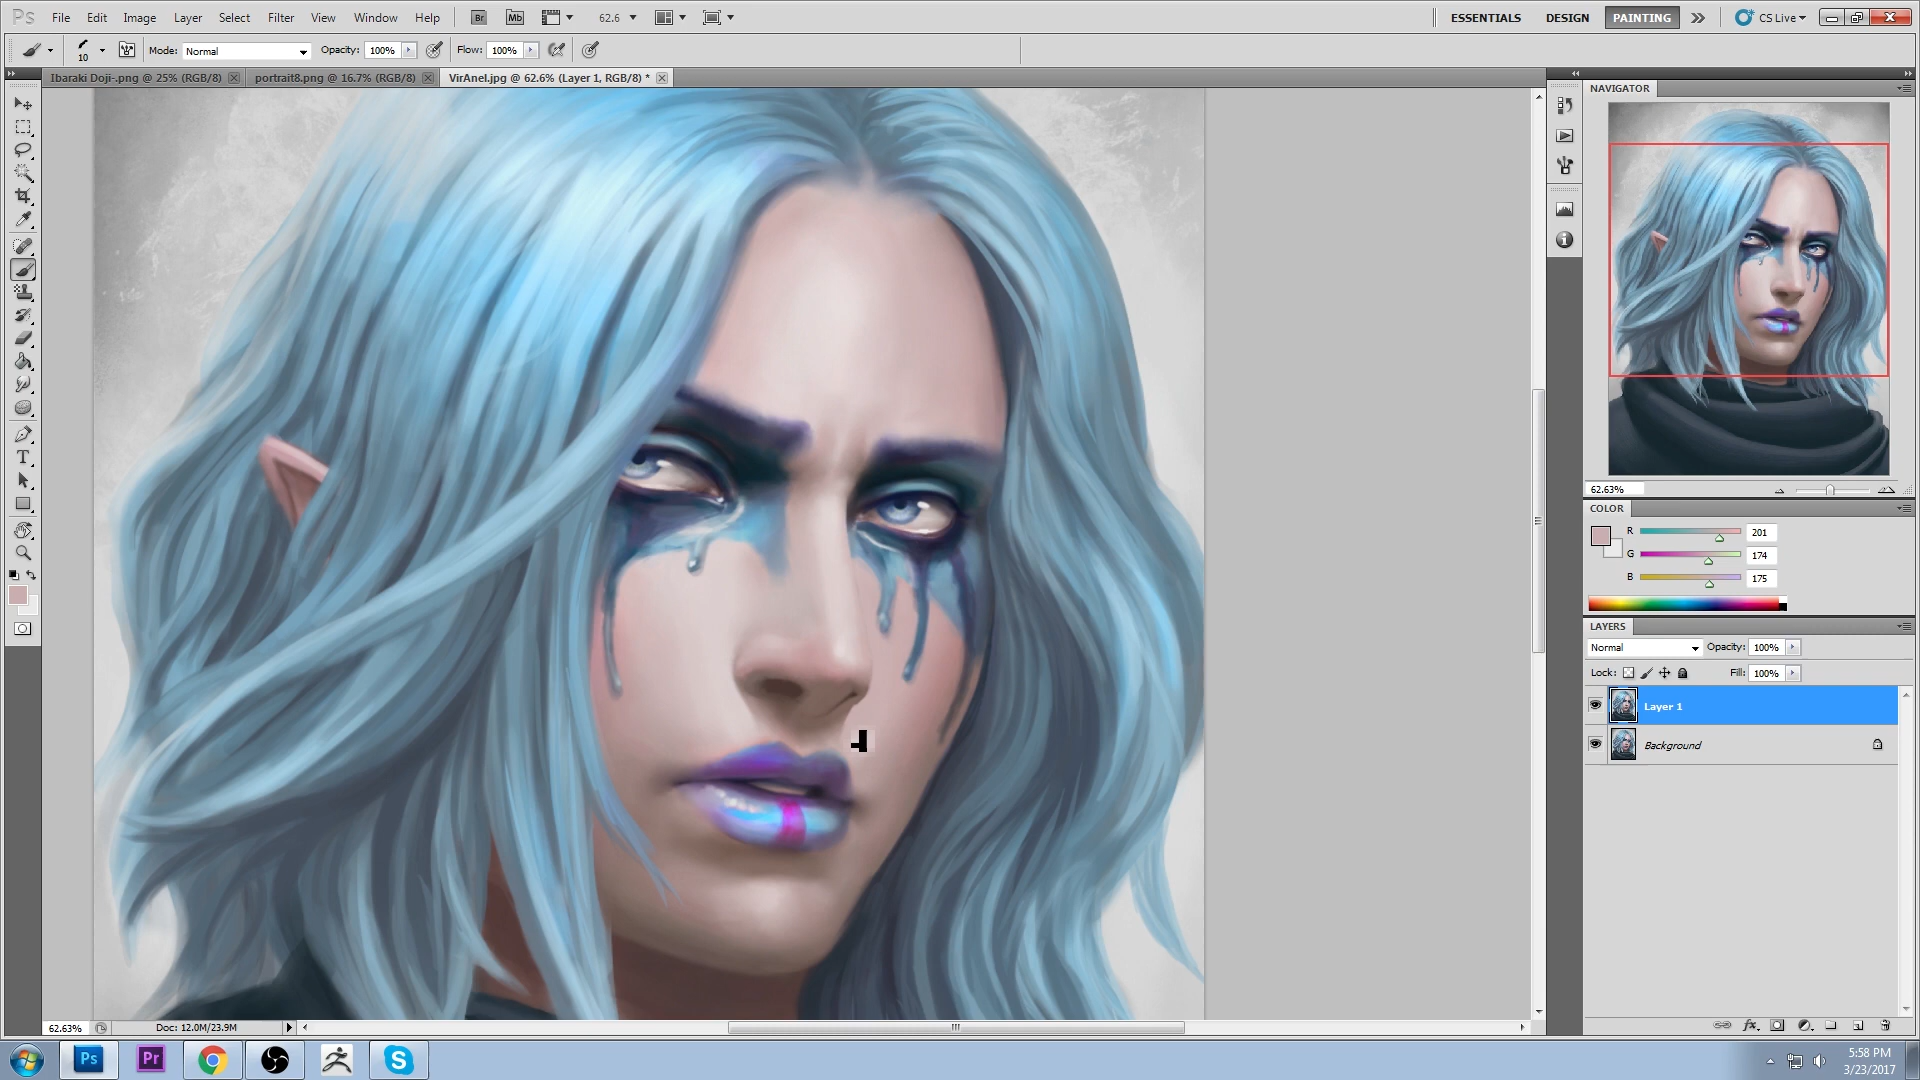 Ps File Edit Image Layer Select Filter View Window Help Br Mb 62.6 ESSENTIALS DESIGN PAINTING CS Live
10 Mode: Normal Opacity: 100% Flow: 100%
Ibaraki Doji-.png @ 25% (RGB/8) portrait8.png @ 16.7% (RGB/8) VirAnel.jpg @ 62.6% (Layer 1, RGB/8) *
NAVIGATOR
62.63%
COLOR
R 201
G 174
B 175
LAYERS
Normal Opacity: 100%
Lock: Fill: 100%
Layer 1
Background
fx
T
62.63% Doc: 12.0M/23.9M
Ps Pr S
5:58 PM
3/23/2017